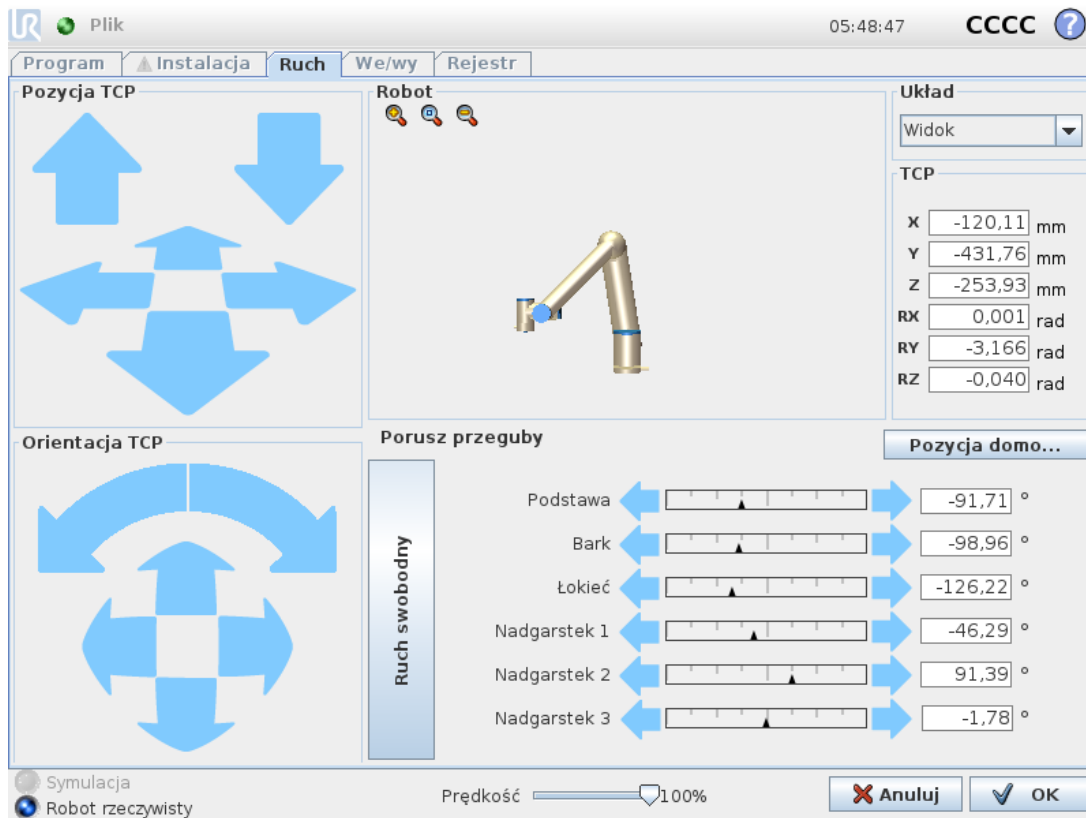 UR Plik 05:48:47 CCCC ?
Program Instalacja Ruch We/wy Rejestr
Pozycja TCP
Robot
Układ
Widok
TCP
X -120,11 mm
Y -431,76 mm
Z -253,93 mm
RX 0,001 rad
RY -3,166 rad
RZ -0,040 rad
Orientacja TCP
Porusz przeguby
Pozycja domo...
Ruch swobodny
Podstawa -91,71 °
Bark -98,96 °
Łokieć -126,22 °
Nadgarstek 1 -46,29 °
Nadgarstek 2 91,39 °
Nadgarstek 3 -1,78 °
Symulacja
Robot rzeczywisty
Prędkość 100%
Anuluj
OK